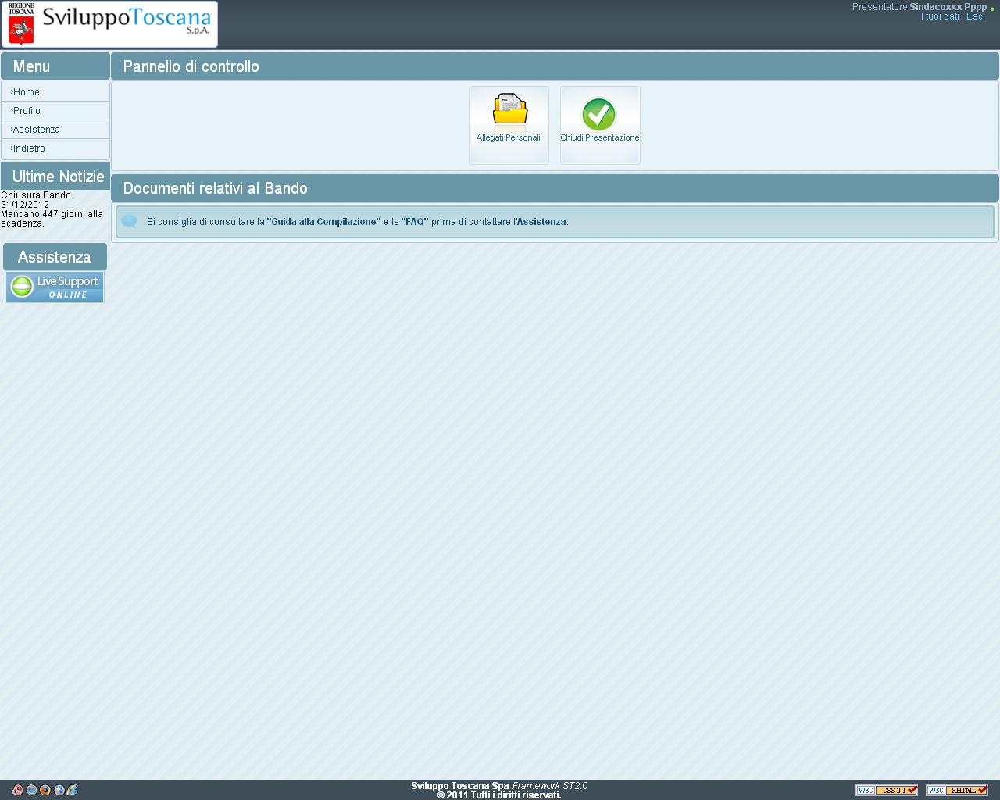 REGIONE
TOSCANA
SviluppoToscana
S.p.A.
Presentatore Sindacoxxx Pppp
I tuoi dati | Esci
Menu
Home
Profilo
Assistenza
Indietro
Ultime Notizie
Chiusura Bando
31/12/2012
Mancano 447 giorni alla
scadenza.
Assistenza
Live Support
ONLINE
Pannello di controllo
Allegati Personali
Chiudi Presentazione
Documenti relativi al Bando
Si consiglia di consultare la "Guida alla Compilazione" e le "FAQ" prima di contattare l'Assistenza.
Sviluppo Toscana Spa Framework ST2.0
© 2011 Tutti i diritti riservati.
W3C CSS 2.1
W3C XHTML